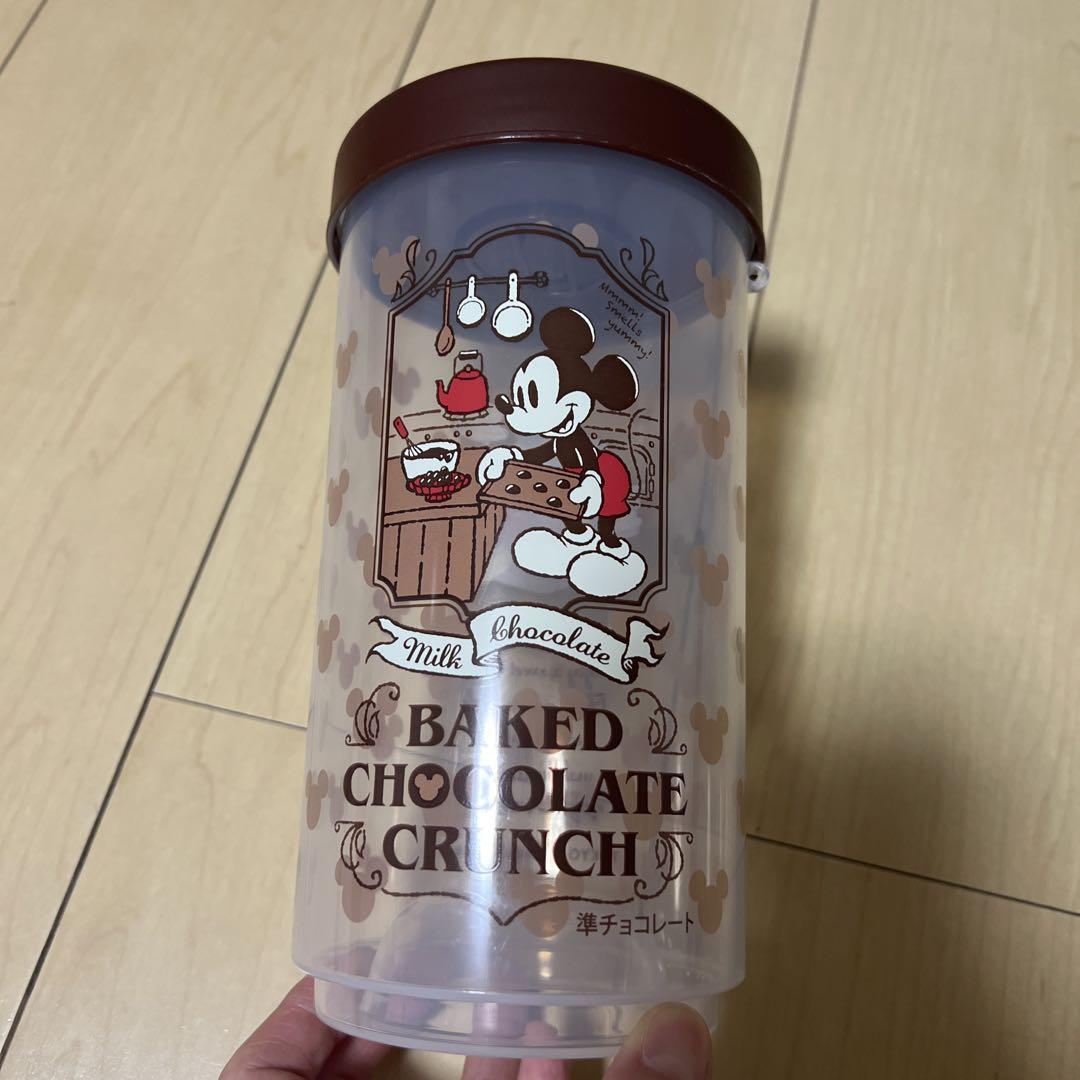 Mmmm!
Smells
yummy!
Milk Chocolate
BAKED
CHOCOLATE
CRUNCH
準チョコレート